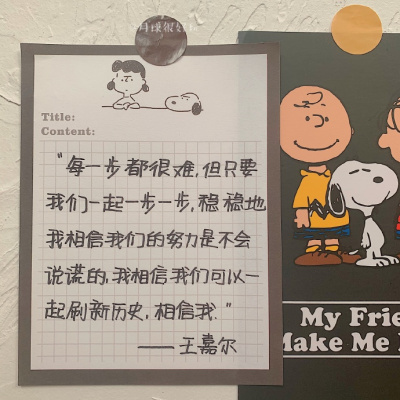 Title:
Content:
"每一步都很难,但只要
我们一起一步一步,稳稳地
我相信我们的努力是不会
说谎的,我相信我们可以一
起刷新历史,相信我."
——王嘉尔
My Frie
Make Me